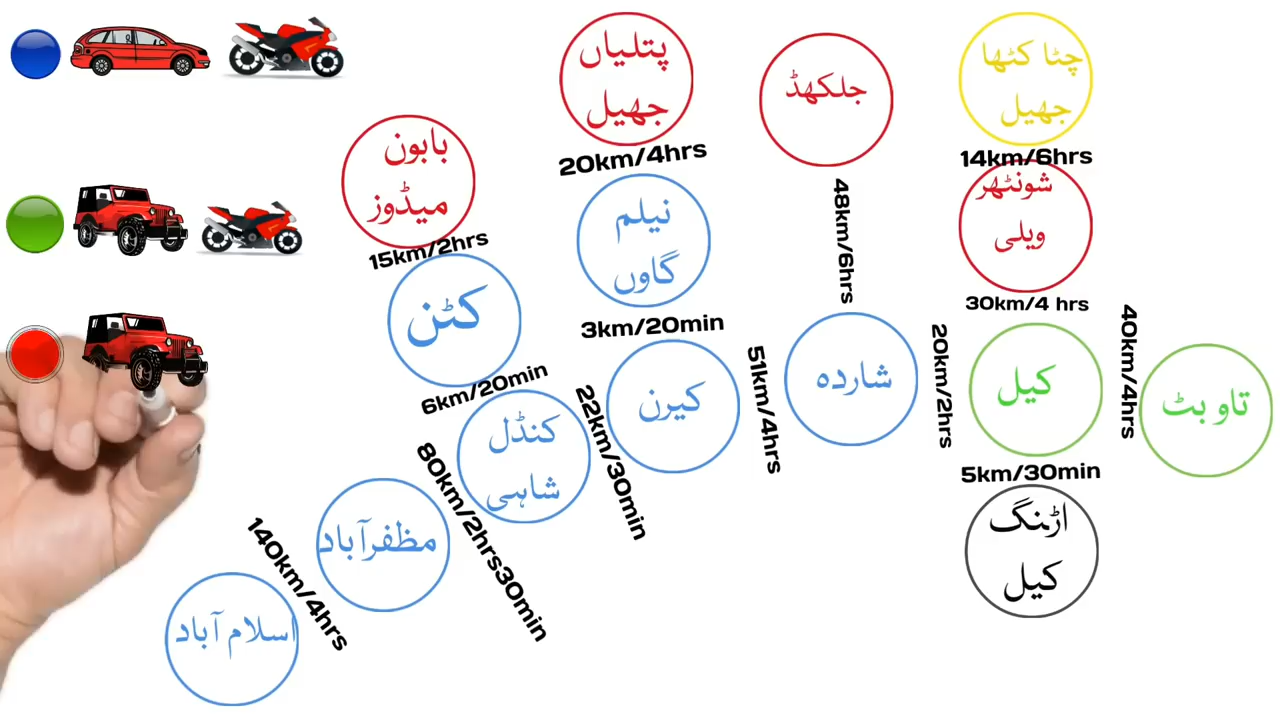 پتلیاں
جھیل
20km/4hrs
جلکھڈ
چٹا کٹھا
جھیل
14km/6hrs
بابون
میڈوز
15km/2hrs
نیلم
گاوں
3km/20min
48km/6hrs
شونٹھر
ویلی
30km/4 hrs
کٹن
6km/20min
کیرن
شاردہ
کیل
تاوبٹ
22km/30min
51km/4hrs
20km/2hrs
40km/4hrs
کنڈل
شاہی
80km/2hrs30min
5km/30min
اڑنگ
کیل
مظفرآباد
140km/4hrs
اسلام آباد